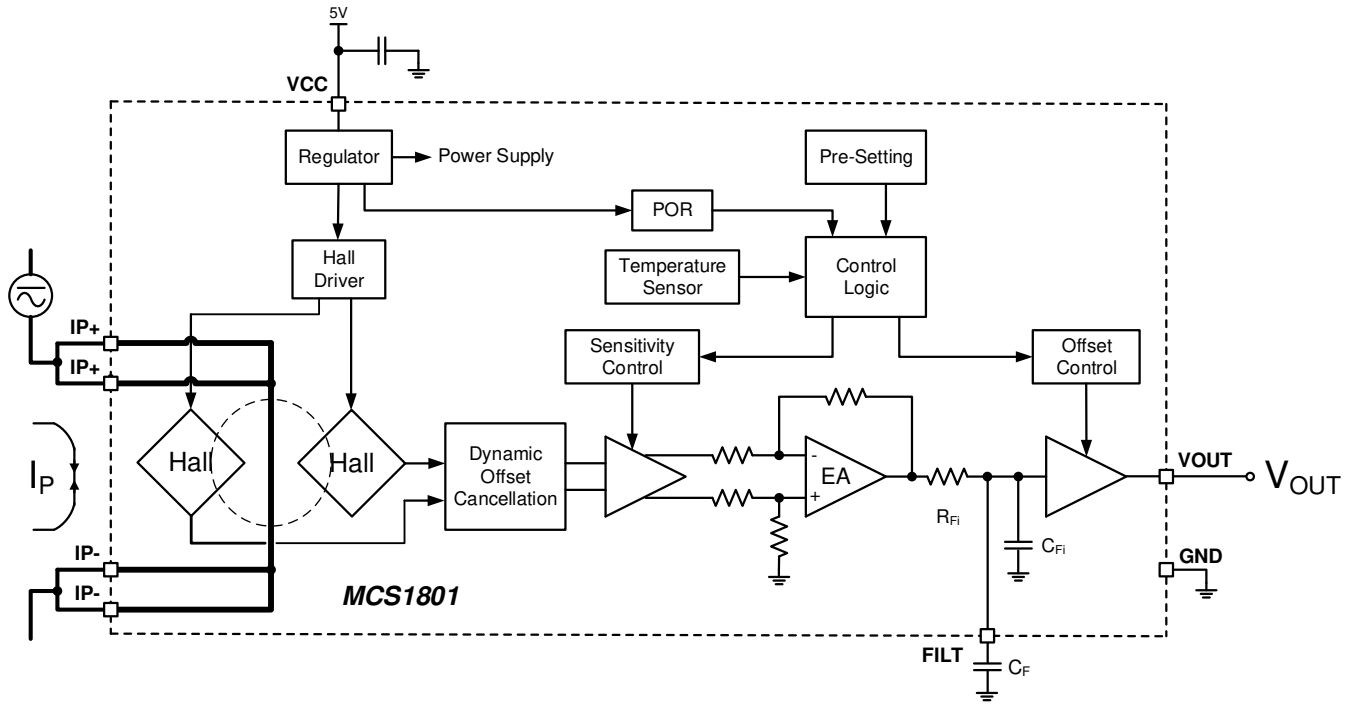 5V
VCC
Regulator
Power Supply
Pre-Setting
POR
Hall
Driver
Temperature
Sensor
Control
Logic
IP+
IP+
Sensitivity
Control
Offset
Control
Hall
Hall
Dynamic
Offset
Cancellation
-
EA
+
VOUT
VOUT
IP
RFi
CFi
IP-
IP-
GND
MCS1801
FILT
CF